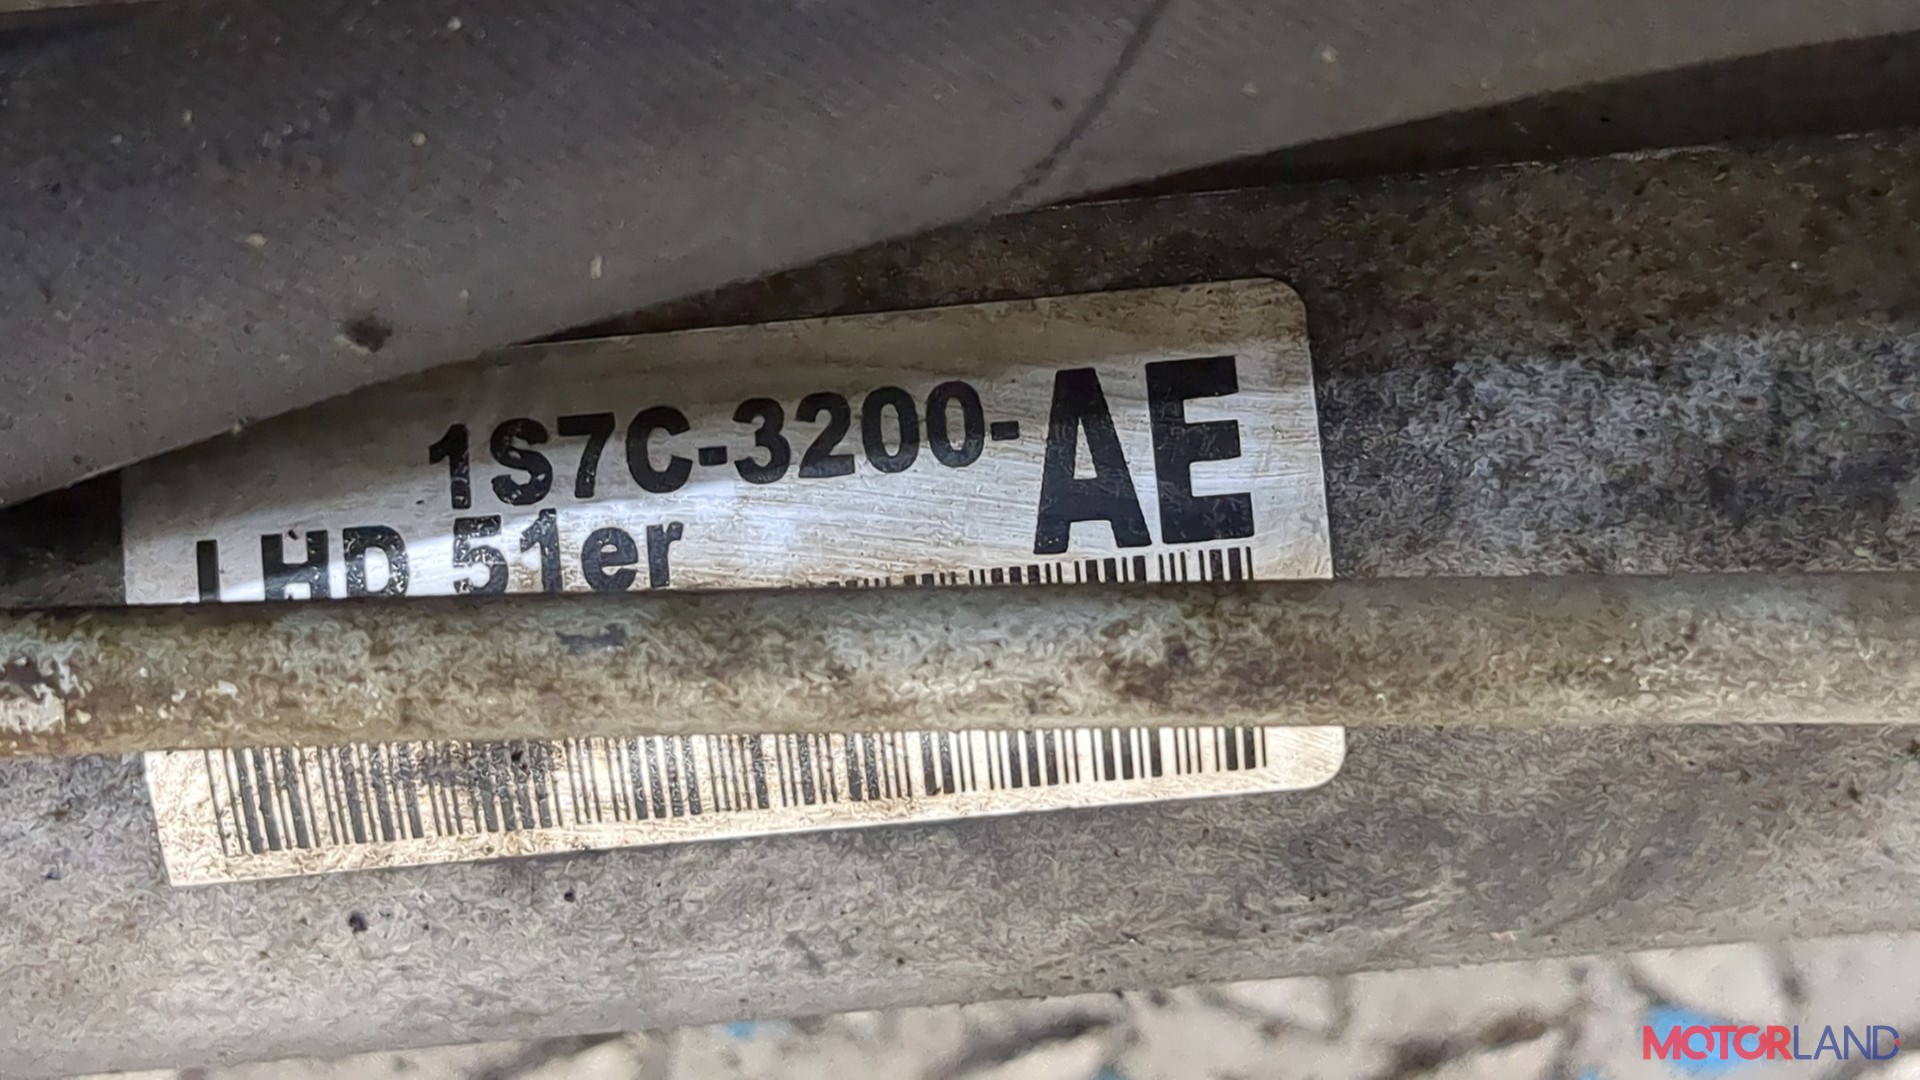 1S7C-3200-AE
LHD 51er
MOTORLAND